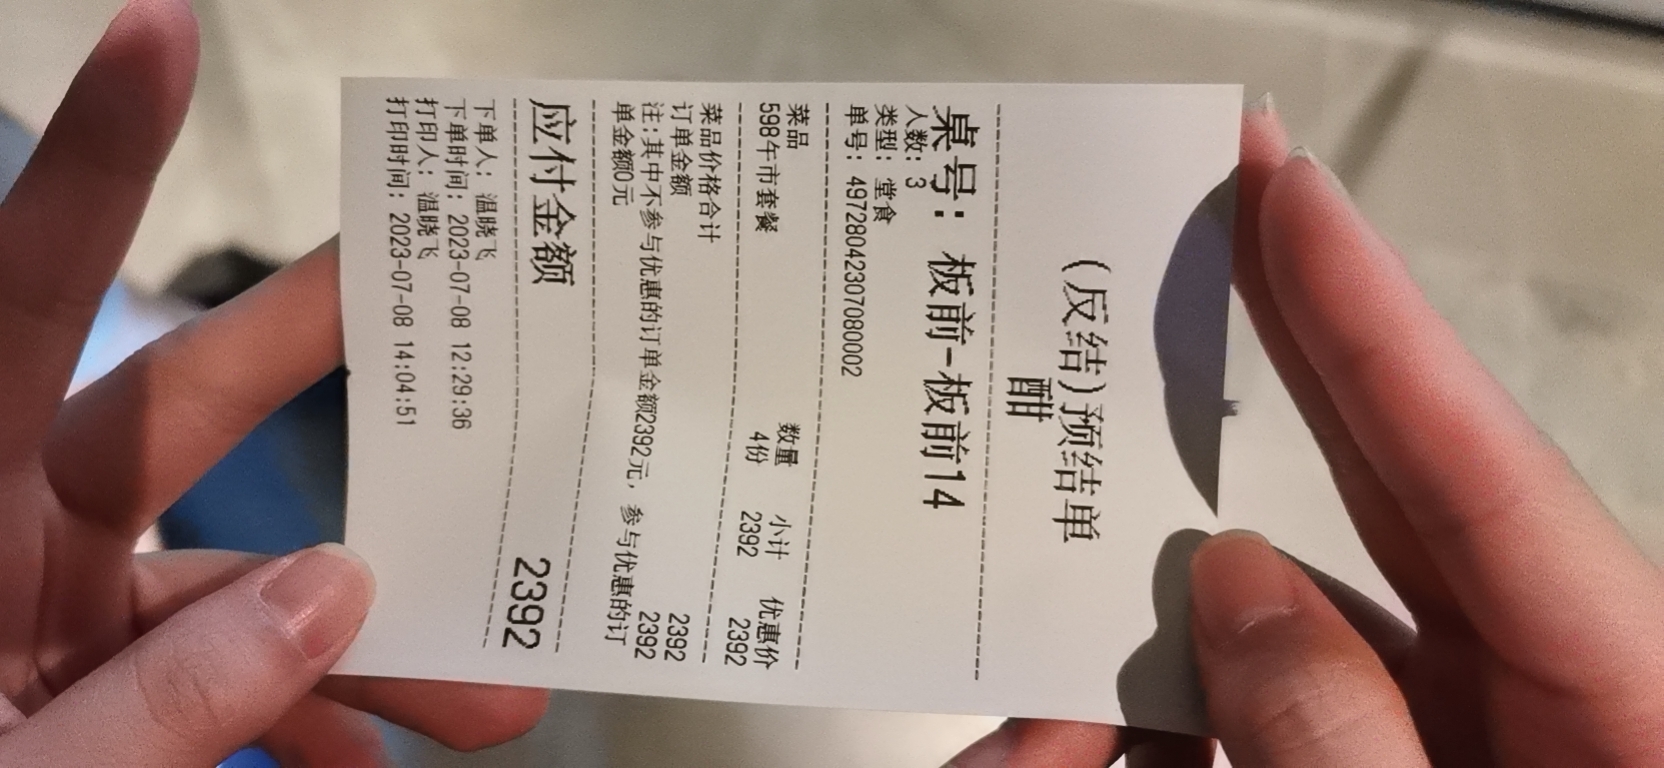 (反结)预结单
酣
桌号: 板前-板前14
人数: 3
类型: 堂食
单号: 49728042307080002
菜品 数量 小计 优惠价
598午市套餐 4份 2392 2392
菜品价格合计 2392
订单金额 2392
注:其中不参与优惠的订单金额2392元, 参与优惠的订
单金额0元
应付金额 2392
下单人: 温晓飞
下单时间: 2023-07-08 12:29:36
打印人: 温晓飞
打印时间: 2023-07-08 14:04:51